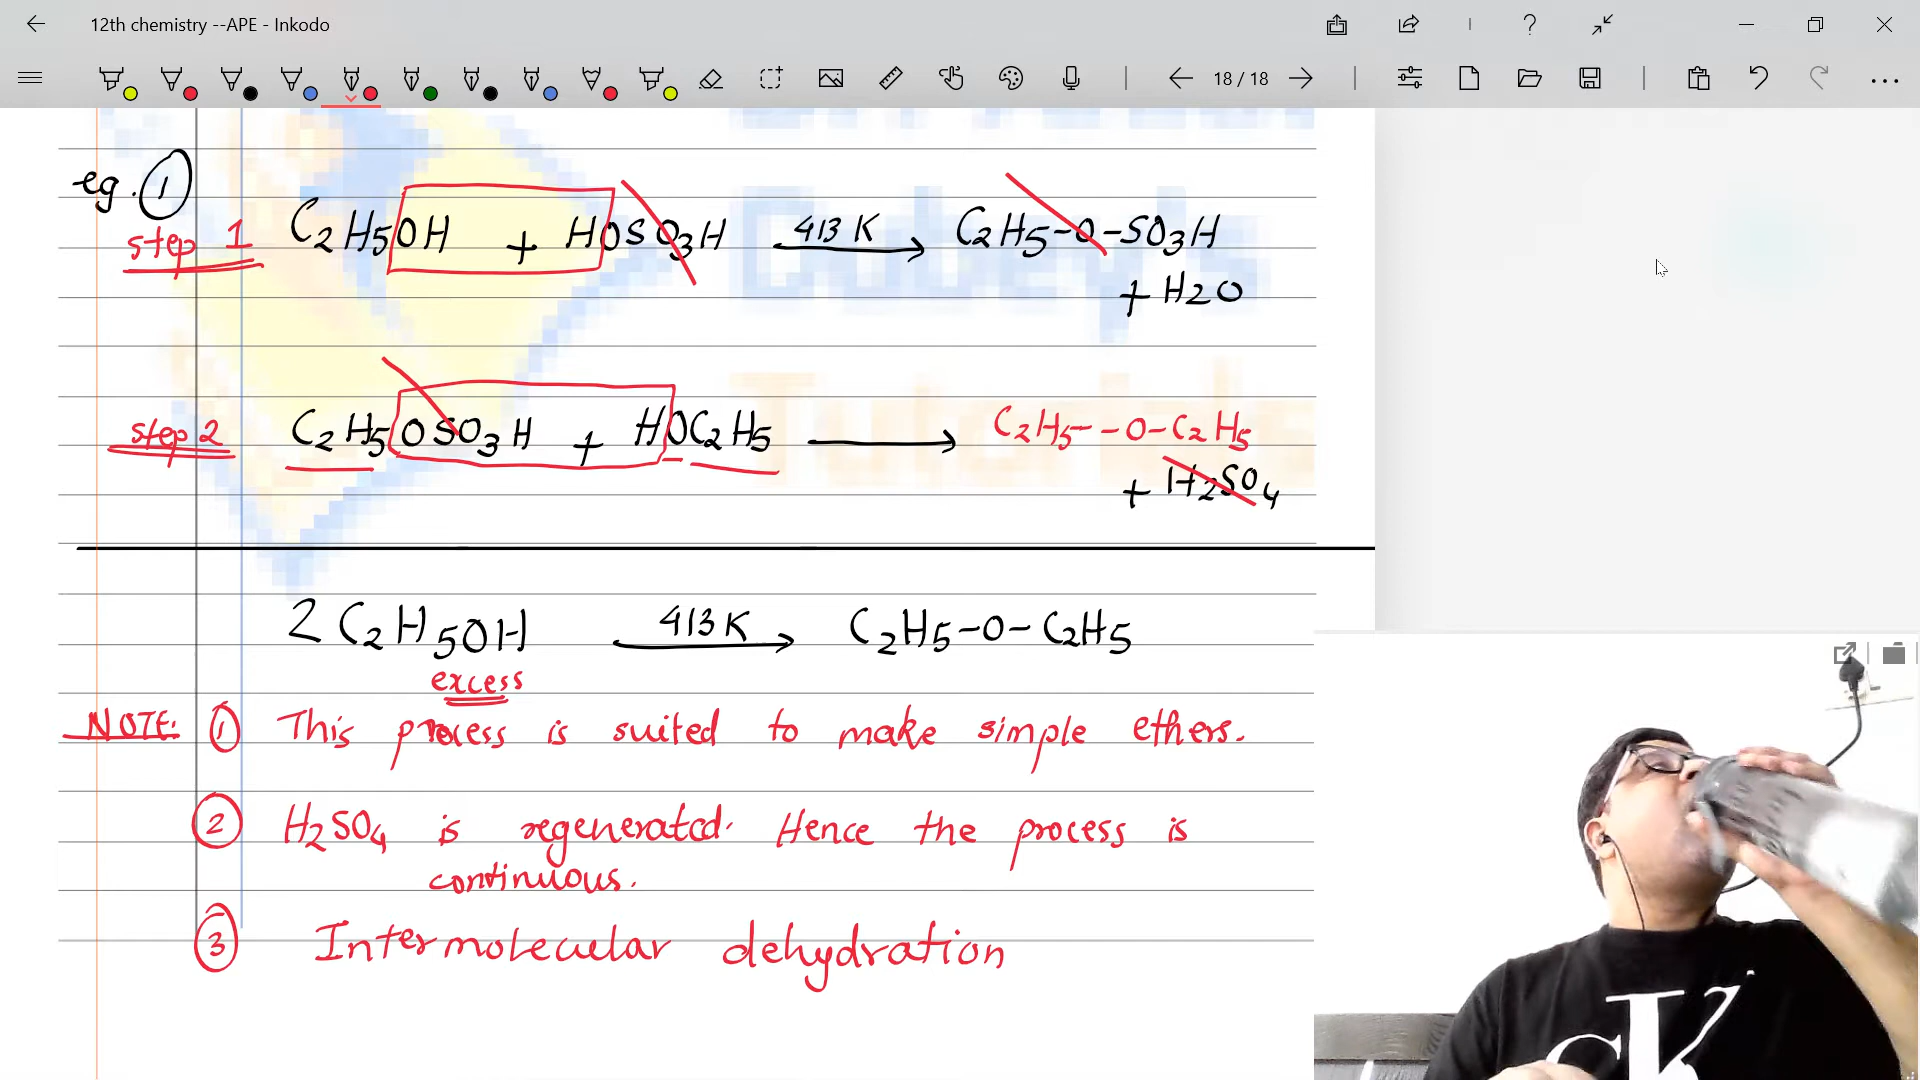 12th chemistry --APE - Inkodo
18 / 18
eg. ①
step 1 C2H5OH + HOSO3H 413 K C2H5-O-SO3H
+ H2O
step 2 C2H5OSO3H + HOC2H5 C2H5--O-C2H5
+ H2SO4
2 C2H5OH 413 K C2H5-O-C2H5
excess
NOTE: ① This process is suited to make simple ethers.
② H2SO4 is regenerated. Hence the process is
continuous.
③ Intermolecular dehydration
CK